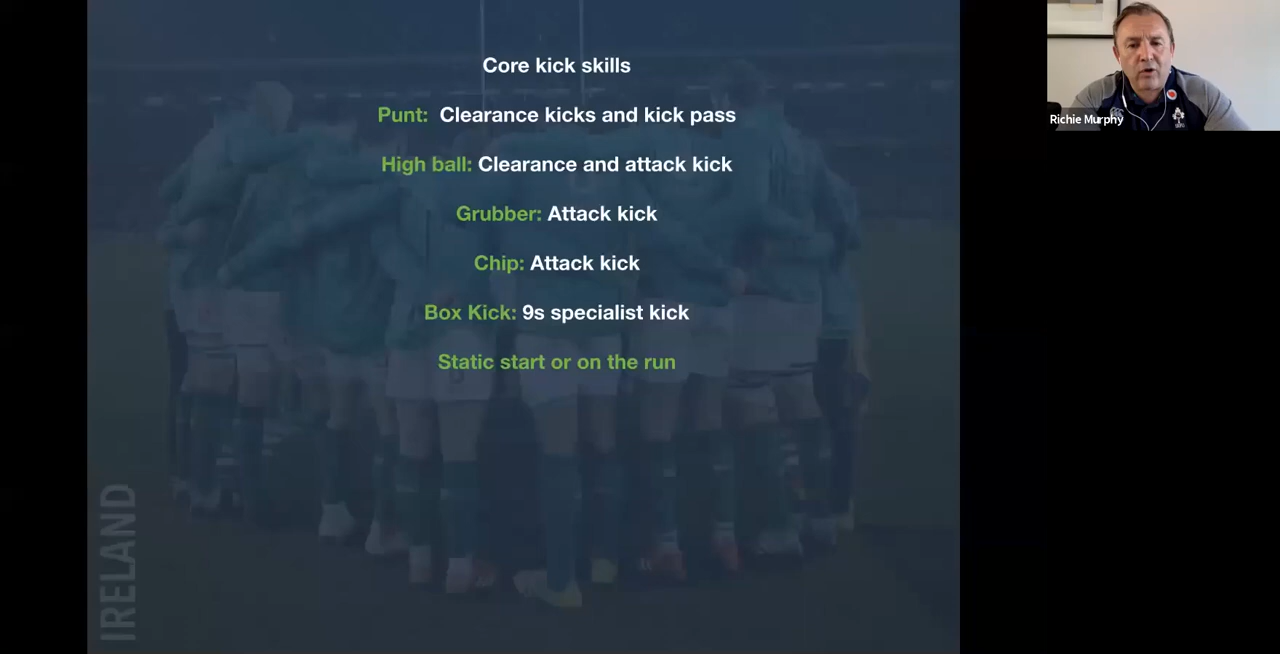 Core kick skills
Punt: Clearance kicks and kick pass
High ball: Clearance and attack kick
Grubber: Attack kick
Chip: Attack kick
Box Kick: 9s specialist kick
Static start or on the run
IRELAND
Richie Murphy